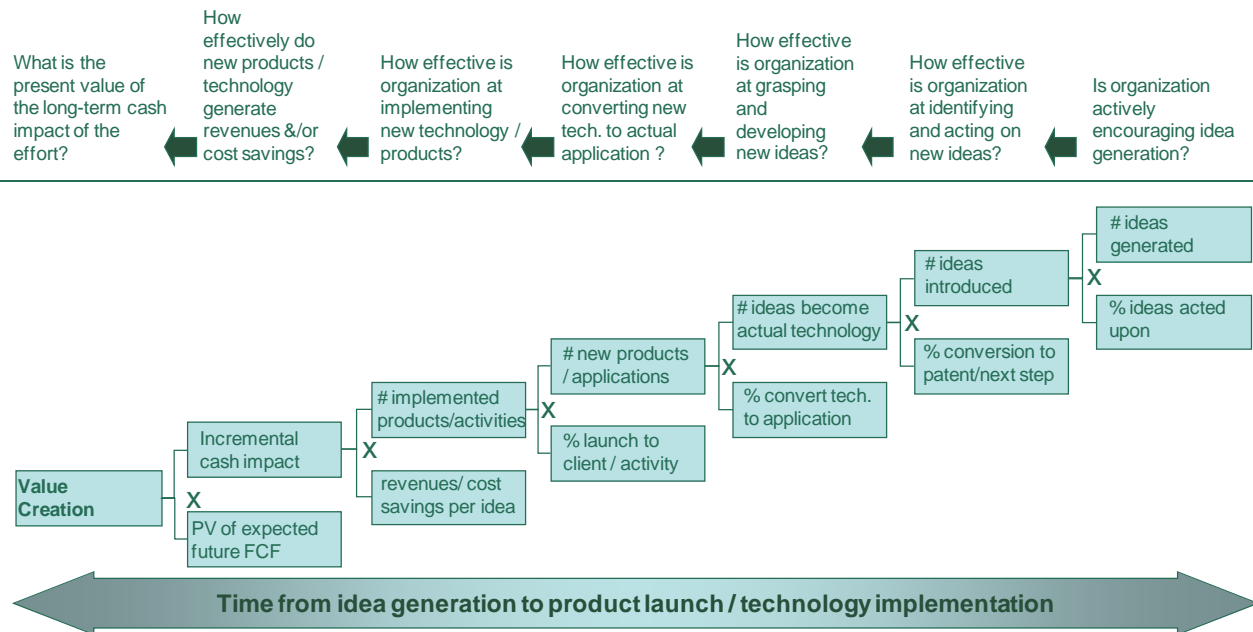 What is the
present value of
the long-term cash
impact of the
effort?
How
effectively do
new products /
technology
generate
revenues &/or
cost savings?
How effective is
organization at
implementing
new technology /
products?
How effective is
organization at
converting new
tech. to actual
application ?
How effective
is organization
at grasping
and
developing
new ideas?
How effective
is organization
at identifying
and acting on
new ideas?
Is organization
actively
encouraging idea
generation?
# ideas
generated
X
% ideas acted
upon
# ideas
introduced
X
% conversion to
patent/next step
# ideas become
actual technology
X
% convert tech.
to application
# new products
/ applications
X
% launch to
client / activity
# implemented
products/activities
X
revenues/ cost
savings per idea
Incremental
cash impact
X
PV of expected
future FCF
Value
Creation
Time from idea generation to product launch / technology implementation